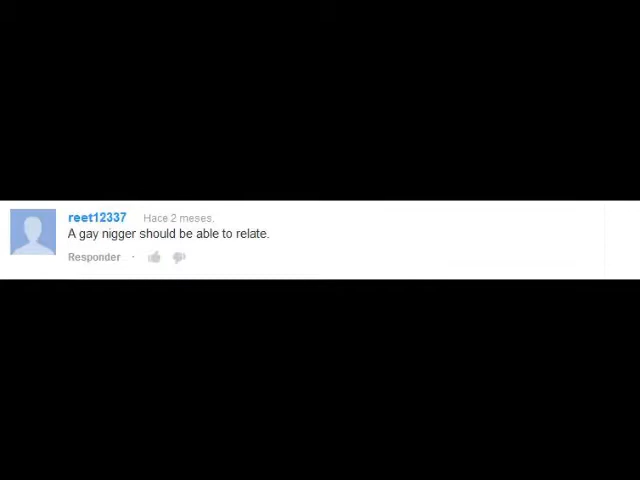 reet12337 Hace 2 meses.
A gay nigger should be able to relate.
Responder ·